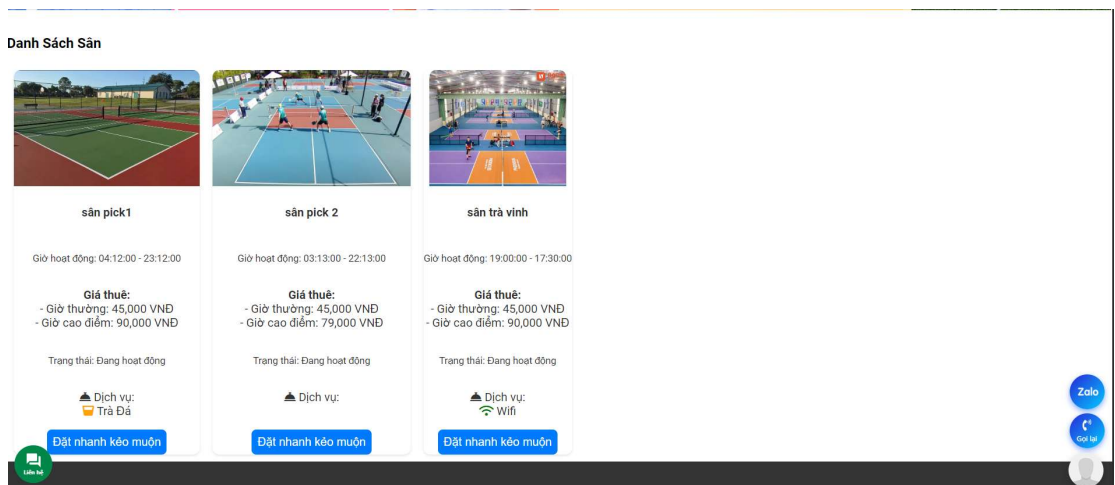 Danh Sách Sân
sân pick1
Giờ hoạt động: 04:12:00 - 23:12:00
Giá thuê:
- Giờ thường: 45,000 VNĐ
- Giờ cao điểm: 90,000 VNĐ
Trạng thái: Đang hoạt động
Dịch vụ:
Trà Đá
Đặt nhanh kẻo muộn
sân pick 2
Giờ hoạt động: 03:13:00 - 22:13:00
Giá thuê:
- Giờ thường: 45,000 VNĐ
- Giờ cao điểm: 79,000 VNĐ
Trạng thái: Đang hoạt động
Dịch vụ:
Đặt nhanh kẻo muộn
sân trà vinh
Giờ hoạt động: 19:00:00 - 17:30:00
Giá thuê:
- Giờ thường: 45,000 VNĐ
- Giờ cao điểm: 90,000 VNĐ
Trạng thái: Đang hoạt động
Dịch vụ:
Wifi
Đặt nhanh kẻo muộn
Zalo
Gọi lại
Liên hệ